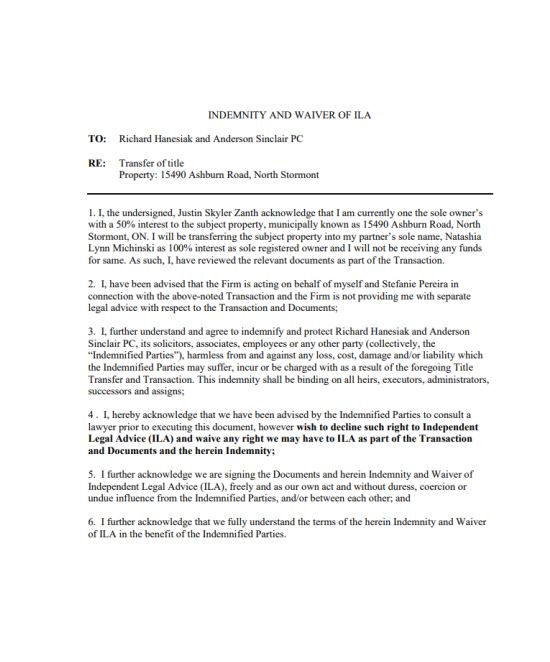 INDEMNITY AND WAIVER OF ILA
TO: Richard Hanesiak and Anderson Sinclair PC
RE: Transfer of title
Property: 15490 Ashburn Road, North Stormont
1. I, the undersigned, Justin Skyler Zanth acknowledge that I am currently one the sole owner's
with a 50% interest to the subject property, municipally known as 15490 Ashburn Road, North
Stormont, ON. I will be transferring the subject property into my partner's sole name, Natashia
Lynn Michinski as 100% interest as sole registered owner and I will not be receiving any funds
for same. As such, I, have reviewed the relevant documents as part of the Transaction.
2. I, have been advised that the Firm is acting on behalf of myself and Stefanie Pereira in
connection with the above-noted Transaction and the Firm is not providing me with separate
legal advice with respect to the Transaction and Documents;
3. I, further understand and agree to indemnify and protect Richard Hanesiak and Anderson
Sinclair PC, its solicitors, associates, employees or any other party (collectively, the
"Indemnified Parties"), harmless from and against any loss, cost, damage and/or liability which
the Indemnified Parties may suffer, incur or be charged with as a result of the foregoing Title
Transfer and Transaction. This indemnity shall be binding on all heirs, executors, administrators,
successors and assigns;
4 . I, hereby acknowledge that we have been advised by the Indemnified Parties to consult a
lawyer prior to executing this document, however wish to decline such right to Independent
Legal Advice (ILA) and waive any right we may have to ILA as part of the Transaction
and Documents and the herein Indemnity;
5. I further acknowledge we are signing the Documents and herein Indemnity and Waiver of
Independent Legal Advice (ILA), freely and as our own act and without duress, coercion or
undue influence from the Indemnified Parties, and/or between each other; and
6. I further acknowledge that we fully understand the terms of the herein Indemnity and Waiver
of ILA in the benefit of the Indemnified Parties.